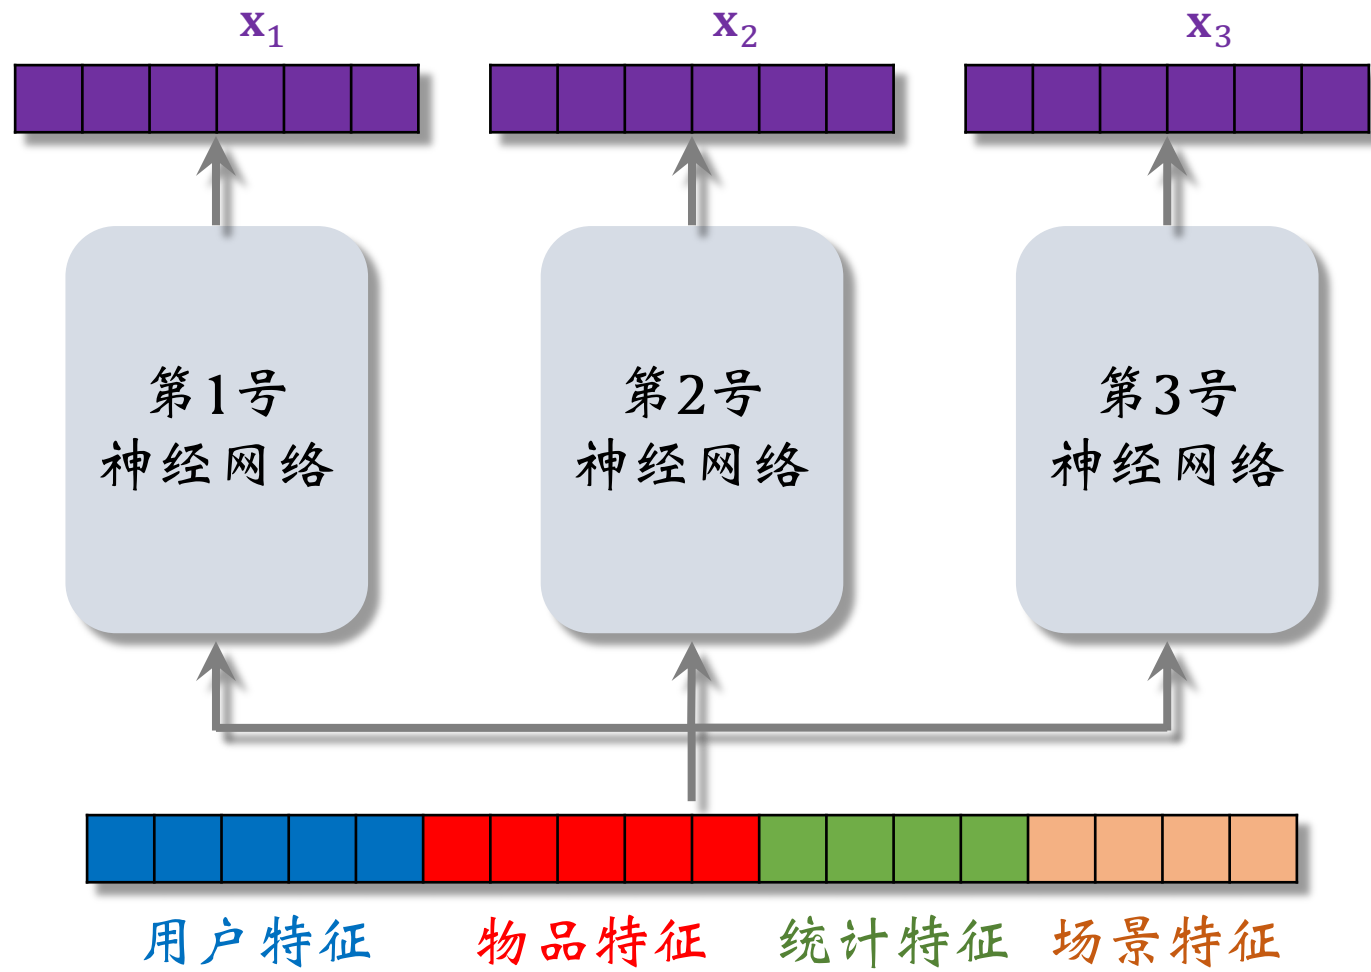 x₁
x₂
x₃
第1号
神经网络
第2号
神经网络
第3号
神经网络
用户特征
物品特征
统计特征
场景特征